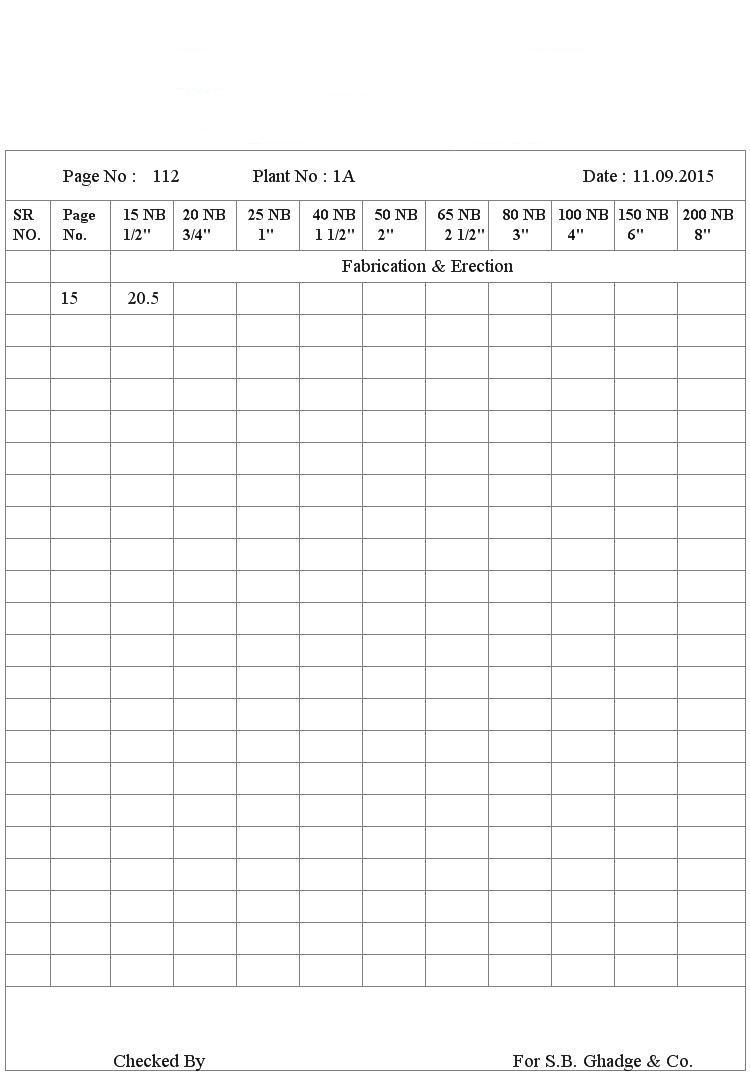 Page No : 112 Plant No : 1A Date : 11.09.2015
SR Page 15 NB 20 NB 25 NB 40 NB 50 NB 65 NB 80 NB 100 NB 150 NB 200 NB
NO. No. 1/2" 3/4" 1" 1 1/2" 2" 2 1/2" 3" 4" 6" 8"
Fabrication & Erection
15 20.5
Checked By For S.B. Ghadge & Co.